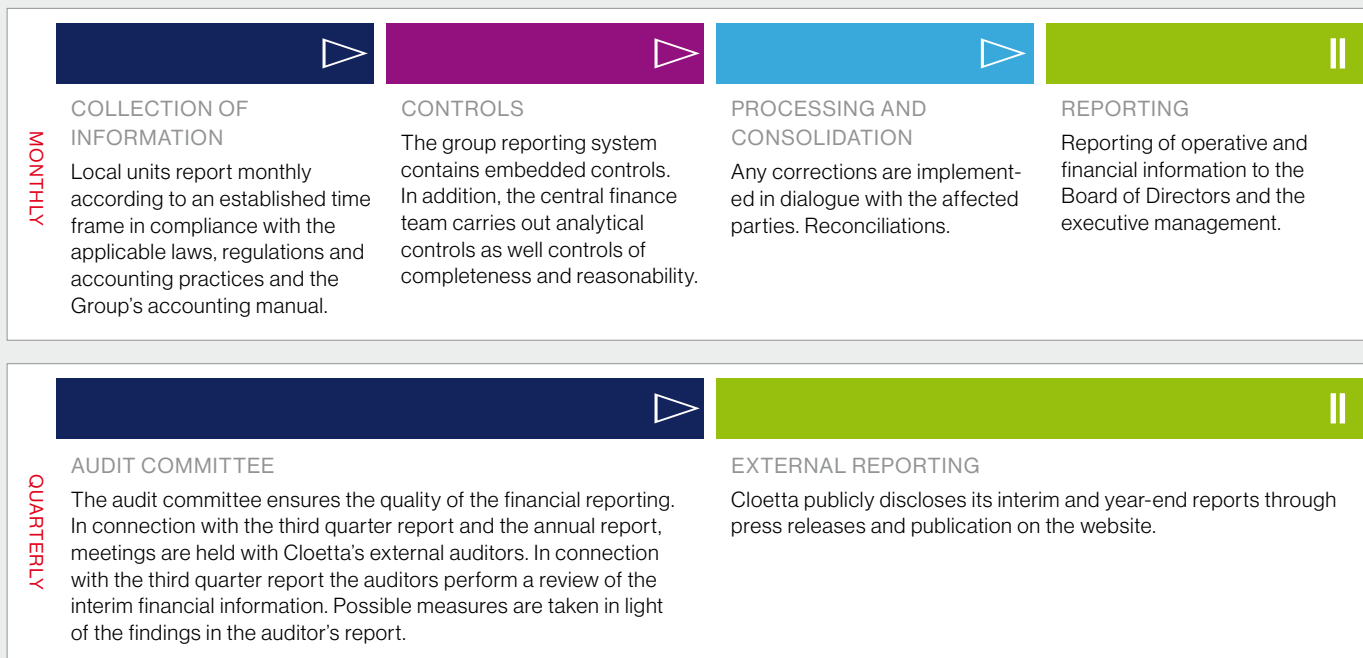 MONTHLY
COLLECTION OF
INFORMATION
Local units report monthly
according to an established time
frame in compliance with the
applicable laws, regulations and
accounting practices and the
Group’s accounting manual.
CONTROLS
The group reporting system
contains embedded controls.
In addition, the central finance
team carries out analytical
controls as well controls of
completeness and reasonability.
PROCESSING AND
CONSOLIDATION
Any corrections are implement-
ed in dialogue with the affected
parties. Reconciliations.
REPORTING
Reporting of operative and
financial information to the
Board of Directors and the
executive management.
QUARTERLY
AUDIT COMMITTEE
The audit committee ensures the quality of the financial reporting.
In connection with the third quarter report and the annual report,
meetings are held with Cloetta’s external auditors. In connection
with the third quarter report the auditors perform a review of the
interim financial information. Possible measures are taken in light
of the findings in the auditor’s report.
EXTERNAL REPORTING
Cloetta publicly discloses its interim and year-end reports through
press releases and publication on the website.